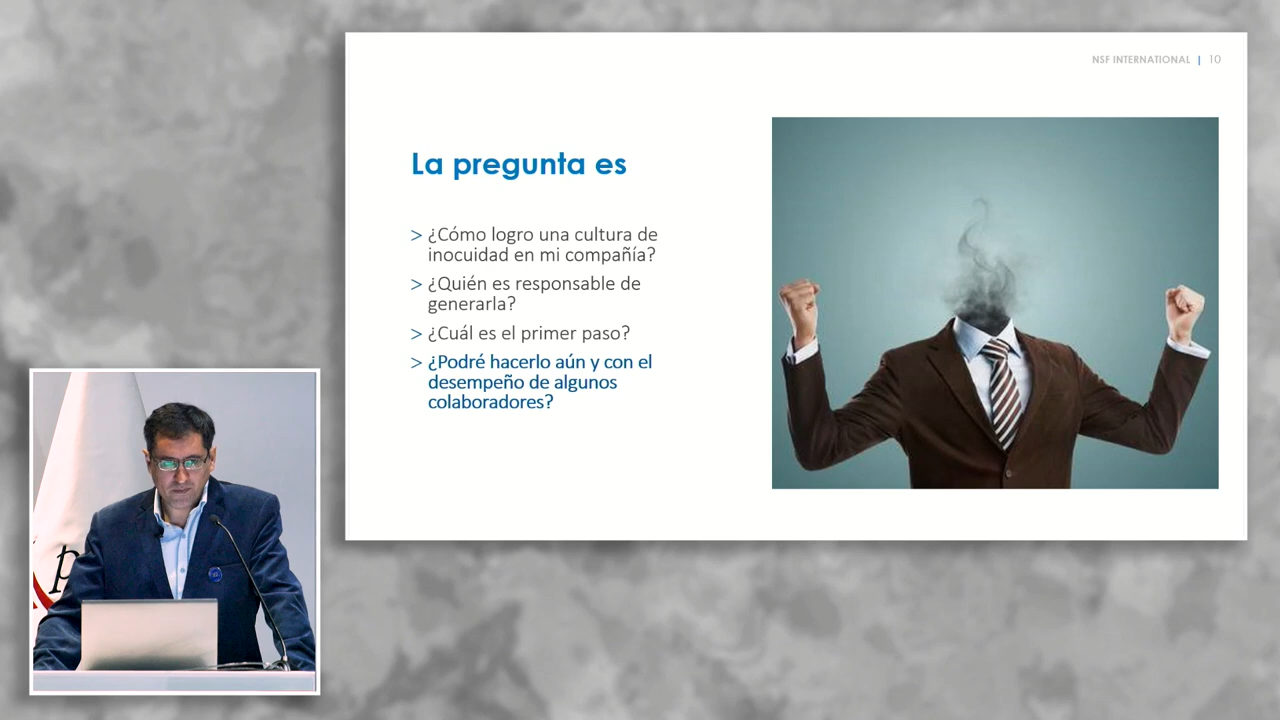 NSF INTERNATIONAL | 10
La pregunta es
> ¿Cómo logro una cultura de
inocuidad en mi compañía?
> ¿Quién es responsable de
generarla?
> ¿Cuál es el primer paso?
> ¿Podré hacerlo aún y con el
desempeño de algunos
colaboradores?